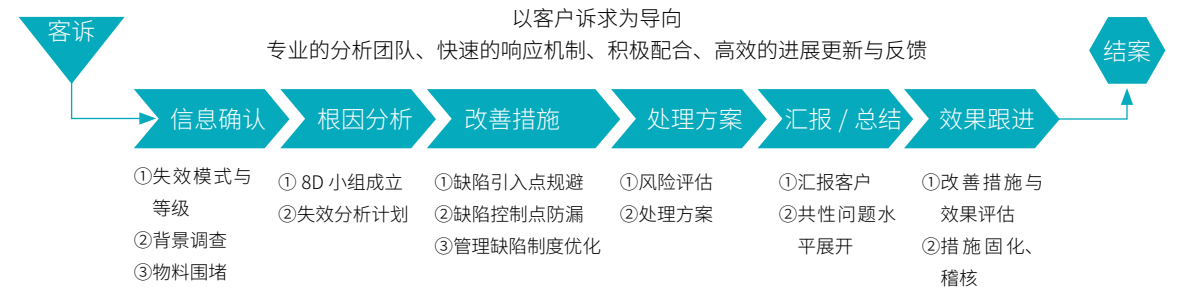 以客户诉求为导向
专业的分析团队、快速的响应机制、积极配合、高效的进展更新与反馈
客诉
结案
信息确认
根因分析
改善措施
处理方案
汇报 / 总结
效果跟进
①失效模式与
等级
②背景调查
③物料围堵
① 8D 小组成立
②失效分析计划
①缺陷引入点规避
②缺陷控制点防漏
③管理缺陷制度优化
①风险评估
②处理方案
①汇报客户
②共性问题水
平展开
①改善措施与
效果评估
②措施固化、
稽核